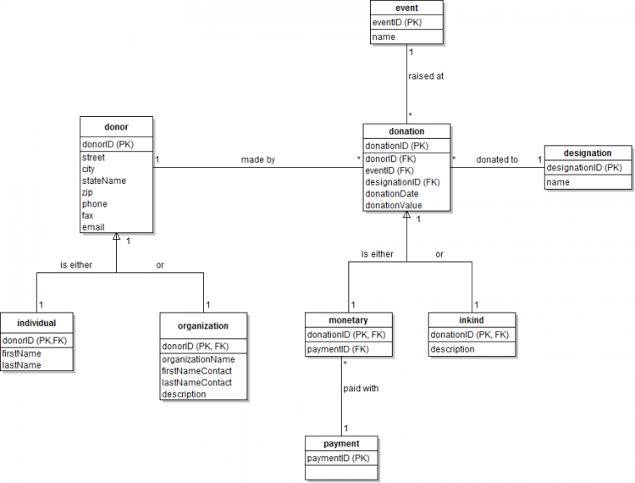 event
eventID (PK)
name
1
raised at
*
donor
donorID (PK)
street
city
stateName
zip
phone
fax
email
1
made by
*
donation
donationID (PK)
donorID (FK)
eventID (FK)
designationID (FK)
donationDate
donationValue
*
donated to
1
designation
designationID (PK)
name
1
is either
or
1
1
1
is either
or
1
1
individual
donorID (PK,FK)
firstName
lastName
organization
donorID (PK, FK)
organizationName
firstNameContact
lastNameContact
description
monetary
donationID (PK, FK)
paymentID (FK)
inkind
donationID (PK, FK)
description
*
paid with
1
payment
paymentID (PK)